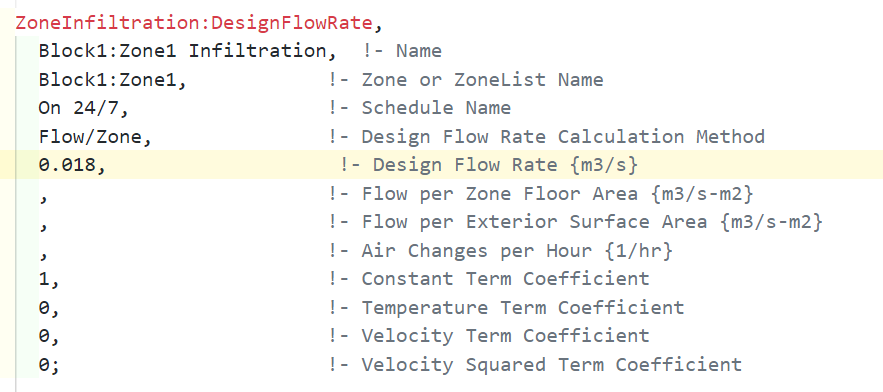 ZoneInfiltration:DesignFlowRate,
Block1:Zone1 Infiltration,  !- Name
Block1:Zone1,            !- Zone or ZoneList Name
On 24/7,                 !- Schedule Name
Flow/Zone,               !- Design Flow Rate Calculation Method
0.018,                    !- Design Flow Rate {m3/s}
,                        !- Flow per Zone Floor Area {m3/s-m2}
,                        !- Flow per Exterior Surface Area {m3/s-m2}
,                        !- Air Changes per Hour {1/hr}
1,                       !- Constant Term Coefficient
0,                       !- Temperature Term Coefficient
0,                       !- Velocity Term Coefficient
0;                       !- Velocity Squared Term Coefficient